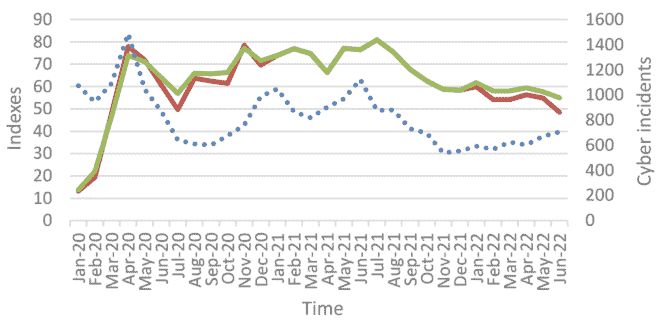 90
80
70
60
50
40
30
20
10
0
Indexes
1600
1400
1200
1000
800
600
400
200
0
Cyber incidents
Jan-20
Feb-20
Mar-20
Apr-20
May-20
Jun-20
Jul-20
Aug-20
Sep-20
Oct-20
Nov-20
Dec-20
Jan-21
Feb-21
Mar-21
Apr-21
May-21
Jun-21
Jul-21
Aug-21
Sep-21
Oct-21
Nov-21
Dec-21
Jan-22
Feb-22
Mar-22
Apr-22
May-22
Jun-22
Time